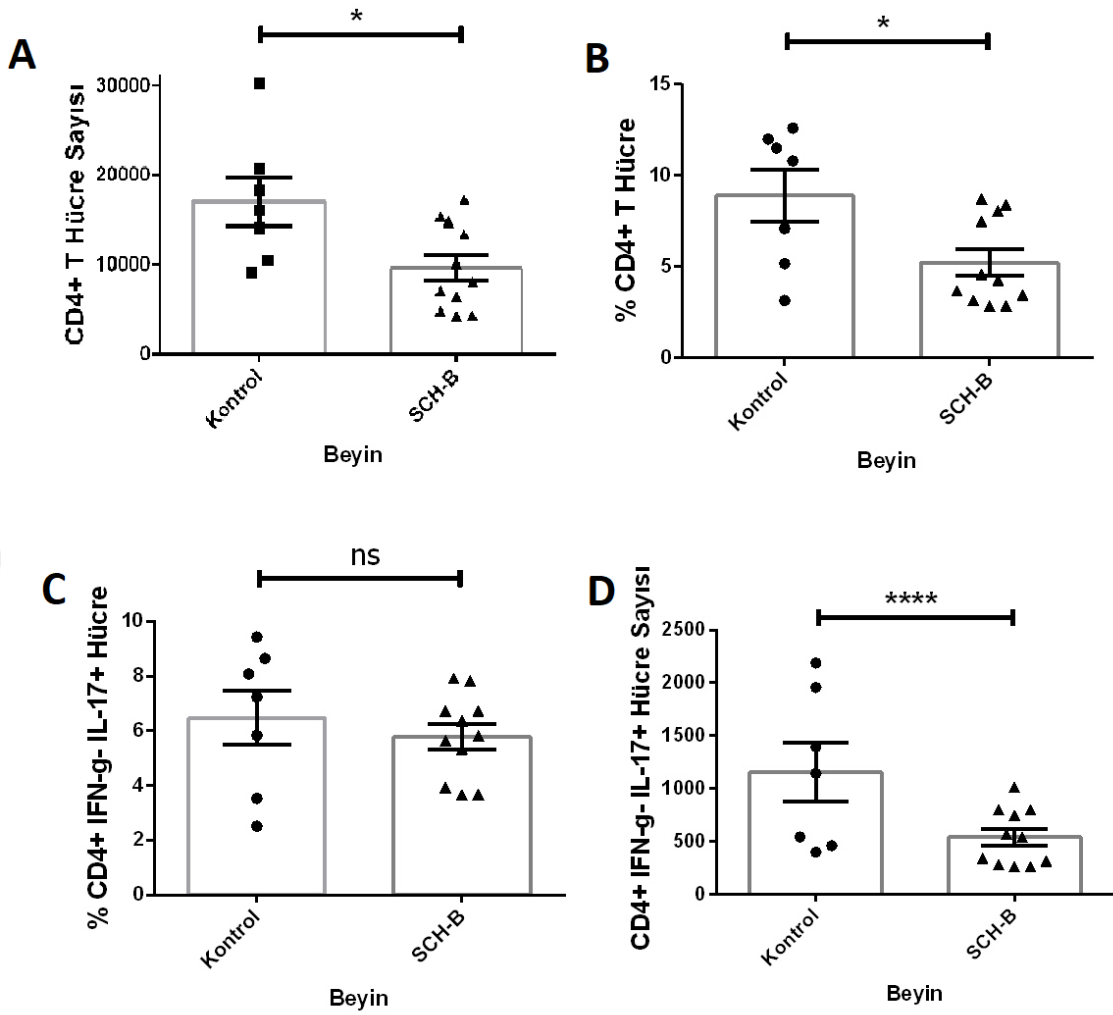 A
*
CD4+ T Hücre Sayısı
30000
20000
10000
0
Kontrol
SCH-B
Beyin
B
*
% CD4+ T Hücre
15
10
5
0
Kontrol
SCH-B
Beyin
C
ns
% CD4+ IFN-g- IL-17+ Hücre
10
8
6
4
2
0
Kontrol
SCH-B
Beyin
D
****
CD4+ IFN-g- IL-17+ Hücre Sayısı
2500
2000
1500
1000
500
0
Kontrol
SCH-B
Beyin